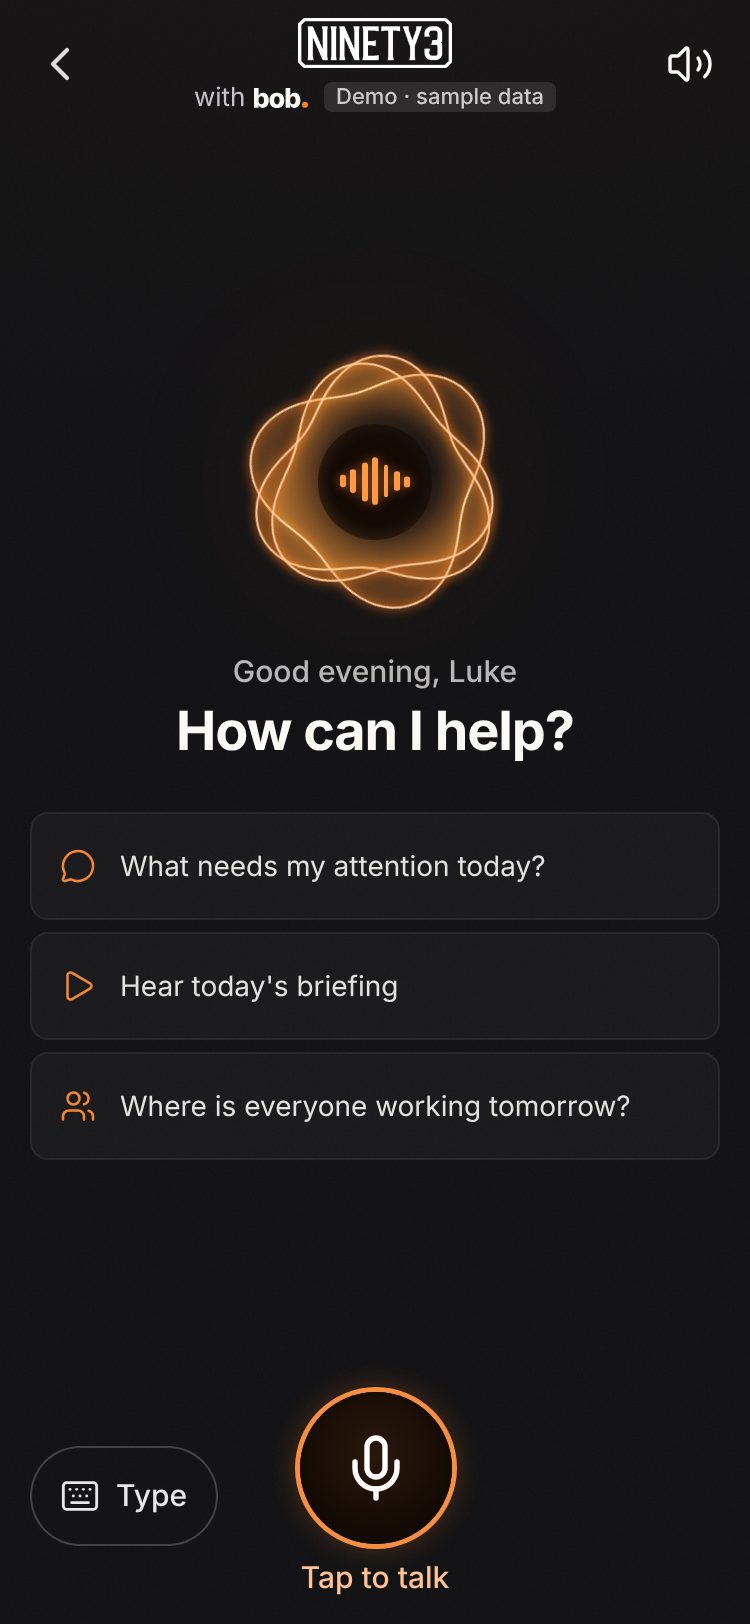 NINETY3
with bob. Demo · sample data
Good evening, Luke
How can I help?
What needs my attention today?
Hear today's briefing
Where is everyone working tomorrow?
Type
Tap to talk